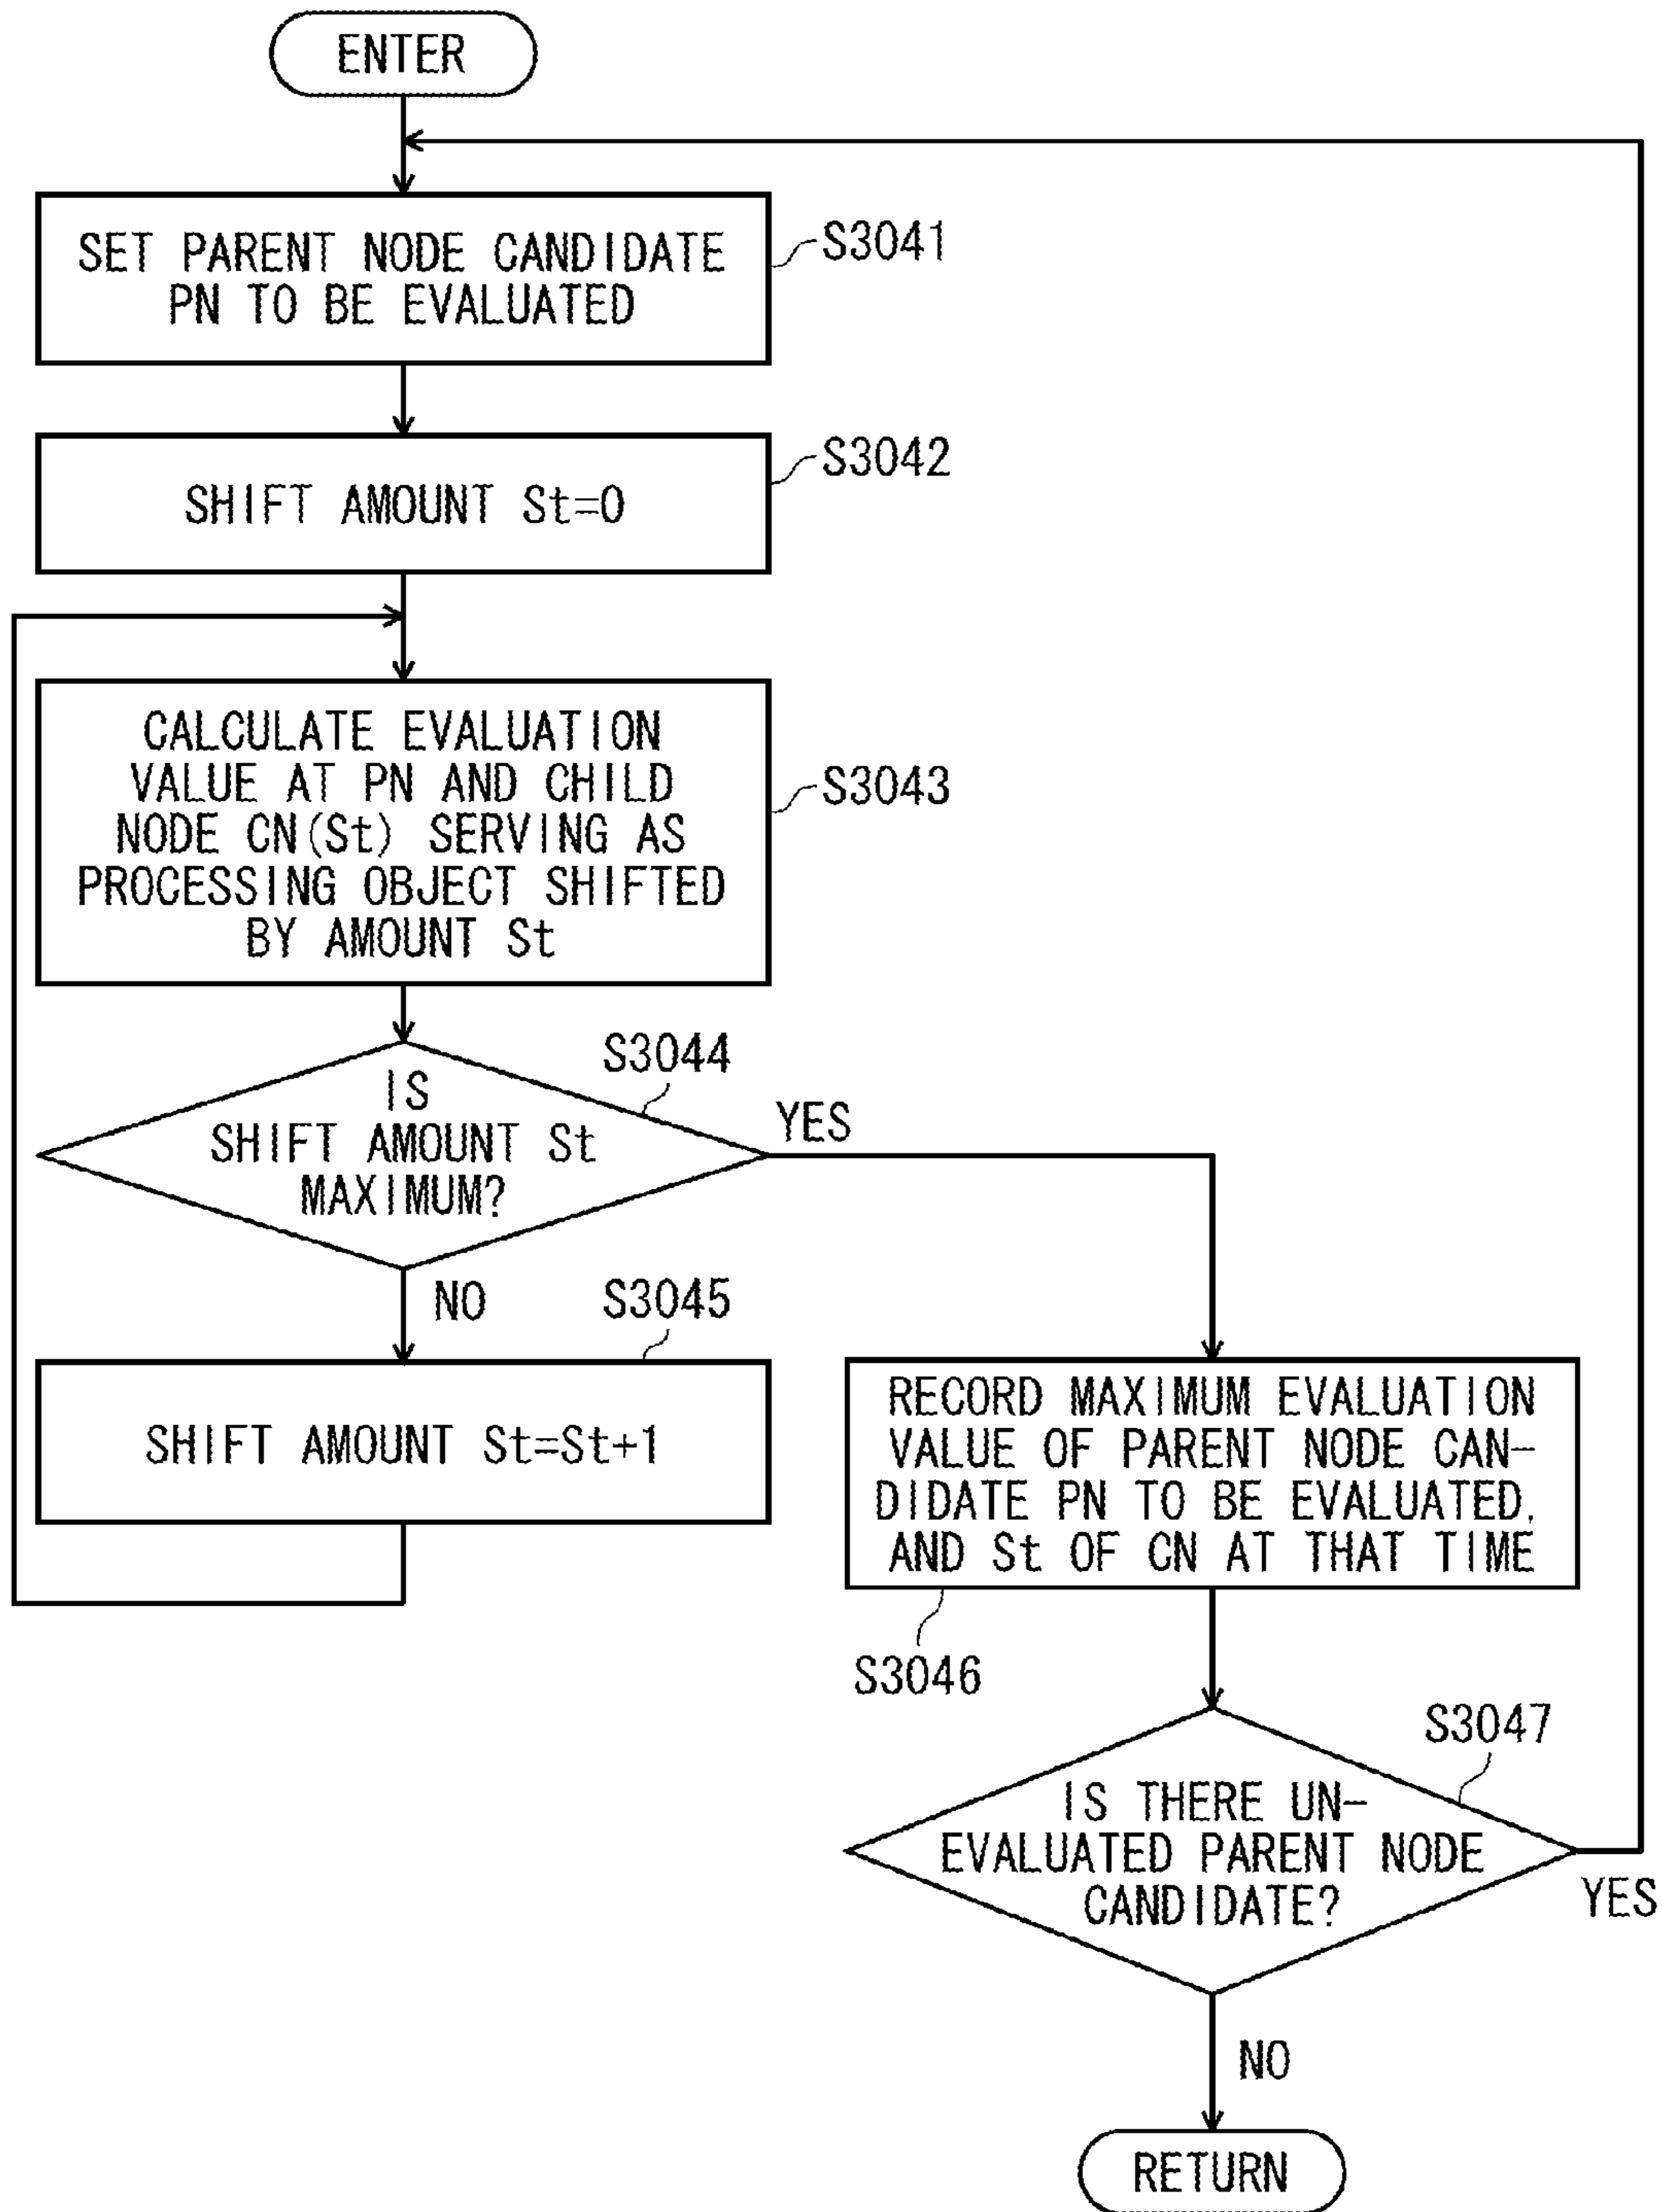 ENTER
SET PARENT NODE CANDIDATE
PN TO BE EVALUATED
S3041
SHIFT AMOUNT St=0
S3042
CALCULATE EVALUATION
VALUE AT PN AND CHILD
NODE CN(St) SERVING AS
PROCESSING OBJECT SHIFTED
BY AMOUNT St
S3043
IS
SHIFT AMOUNT St
MAXIMUM?
S3044
YES
NO
S3045
SHIFT AMOUNT St=St+1
RECORD MAXIMUM EVALUATION
VALUE OF PARENT NODE CAN-
DIDATE PN TO BE EVALUATED,
AND St OF CN AT THAT TIME
S3046
S3047
IS THERE UN-
EVALUATED PARENT NODE
CANDIDATE?
YES
NO
RETURN